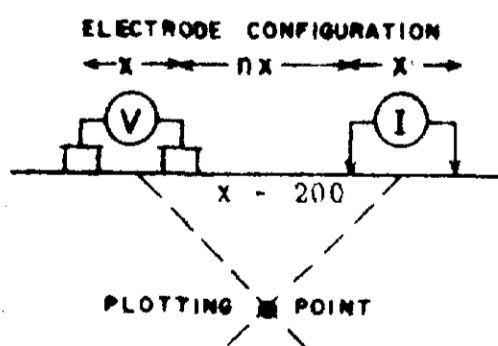 ELECTRODE CONFIGURATION
x nx x
V I
x - 200
PLOTTING POINT